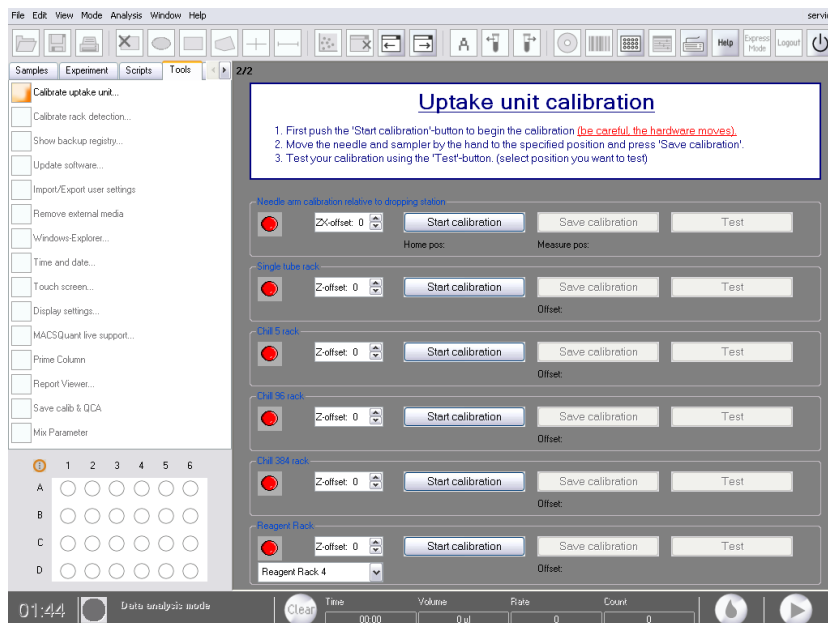 File Edit View Mode Analysis Window Help servic
Help Express Mode Logout
Samples Experiment Scripts Tools 2/2
Calibrate uptake unit...
Calibrate rack detection...
Show backup registry...
Update software...
Import/Export user settings
Remove external media
Windows-Explorer...
Time and date...
Touch screen...
Display settings...
MACSQuant live support...
Prime Column
Report Viewer...
Save calib & QCA
Mix Parameter
1 2 3 4 5 6
A
B
C
D
Uptake unit calibration
1. First push the 'Start calibration'-button to begin the calibration (be careful, the hardware moves).
2. Move the needle and sampler by the hand to the specified position and press 'Save calibration'.
3. Test your calibration using the 'Test'-button. (select position you want to test)
Needle arm calibration relative to dropping station
ZX-offset: 0 Start calibration Save calibration Test
Home pos: Measure pos:
Single tube rack
Z-offset: 0 Start calibration Save calibration Test
Offset:
Chill 5 rack
Z-offset: 0 Start calibration Save calibration Test
Offset:
Chill 96 rack
Z-offset: 0 Start calibration Save calibration Test
Offset:
Chill 384 rack
Z-offset: 0 Start calibration Save calibration Test
Offset:
Reagent Rack
Z-offset: 0 Start calibration Save calibration Test
Reagent Rack 4 Offset:
01:44 Data analysis mode Clear
Time Volume Rate Count
00:00 0 µl 0 0